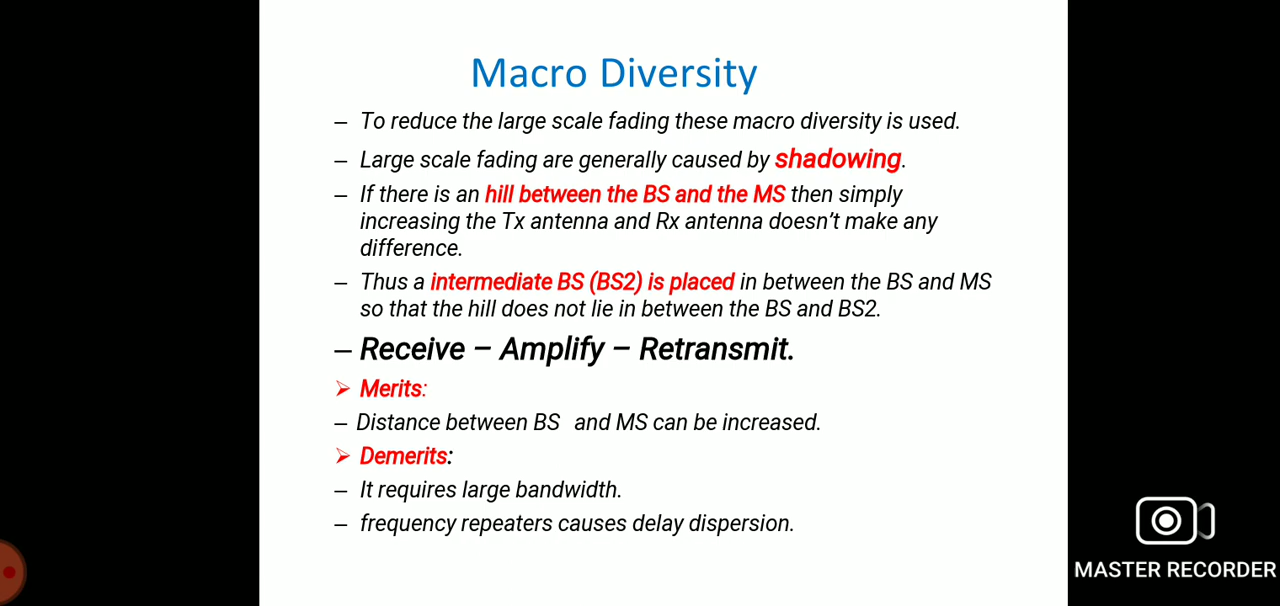 Macro Diversity
– To reduce the large scale fading these macro diversity is used.
– Large scale fading are generally caused by shadowing.
– If there is an hill between the BS and the MS then simply
increasing the Tx antenna and Rx antenna doesn’t make any
difference.
– Thus a intermediate BS (BS2) is placed in between the BS and MS
so that the hill does not lie in between the BS and BS2.
– Receive – Amplify – Retransmit.
➢ Merits:
– Distance between BS and MS can be increased.
➢ Demerits:
– It requires large bandwidth.
– frequency repeaters causes delay dispersion.
MASTER RECORDER